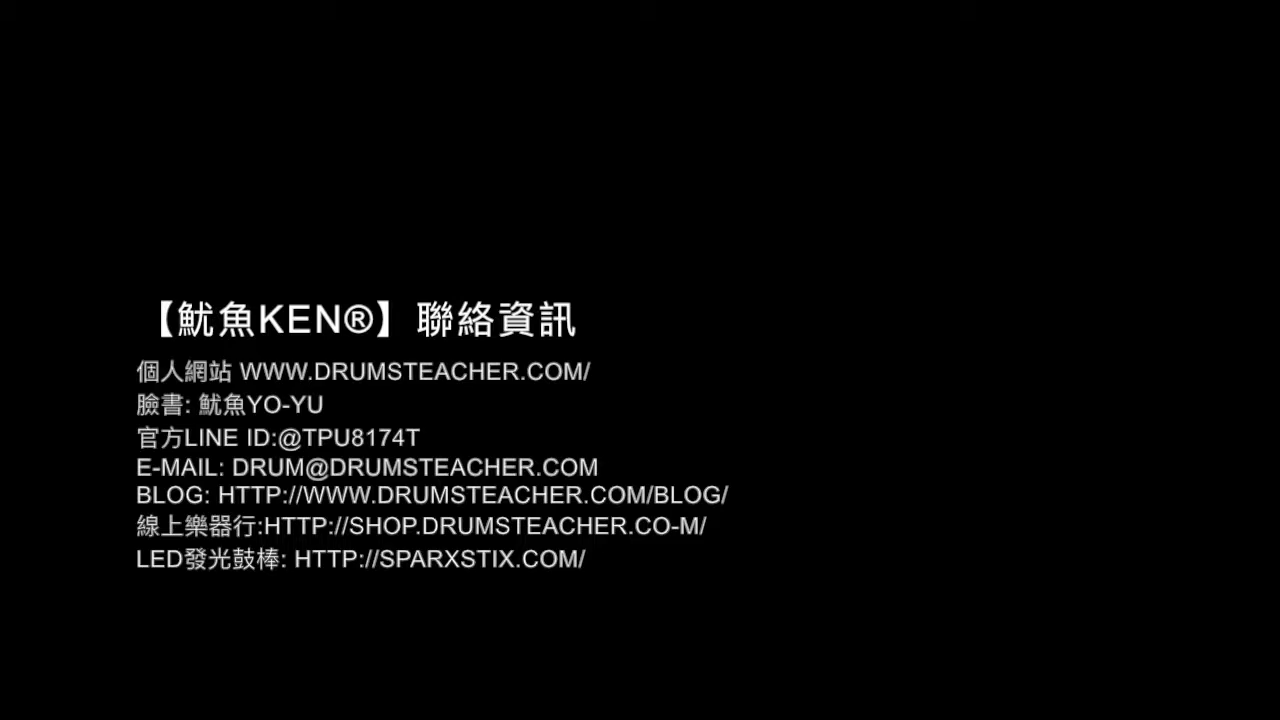 【魷魚KEN®】聯絡資訊
個人網站 WWW.DRUMSTEACHER.COM/
臉書: 魷魚YO-YU
官方LINE ID:@TPU8174T
E-MAIL: DRUM@DRUMSTEACHER.COM
BLOG: HTTP://WWW.DRUMSTEACHER.COM/BLOG/
線上樂器行:HTTP://SHOP.DRUMSTEACHER.CO-M/
LED發光鼓棒: HTTP://SPARXSTIX.COM/